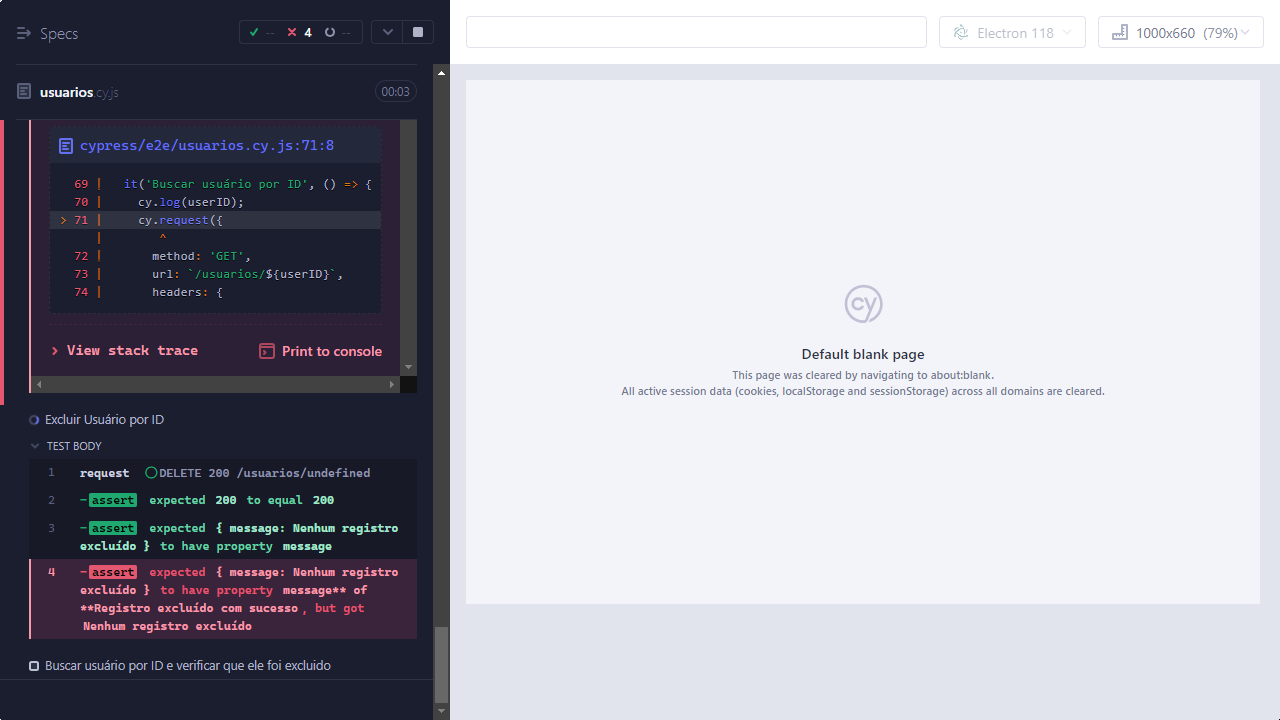 Specs
-- 4 --
Electron 118
1000x660 (79%)
usuarios.cy.js
00:03
cypress/e2e/usuarios.cy.js:71:8
69 | it('Buscar usuário por ID', () => {
70 | cy.log(userID);
> 71 | cy.request({
| ^
72 | method: 'GET',
73 | url: `/usuarios/${userID}`,
74 | headers: {
> View stack trace
Print to console
Excluir Usuário por ID
TEST BODY
1 request DELETE 200 /usuarios/undefined
2 -assert expected 200 to equal 200
3 -assert expected { message: Nenhum registro
excluído } to have property message
4 -assert expected { message: Nenhum registro
excluído } to have property message** of
**Registro excluído com sucesso, but got
Nenhum registro excluído
Buscar usuário por ID e verificar que ele foi excluido
cy
Default blank page
This page was cleared by navigating to about:blank.
All active session data (cookies, localStorage and sessionStorage) across all domains are cleared.